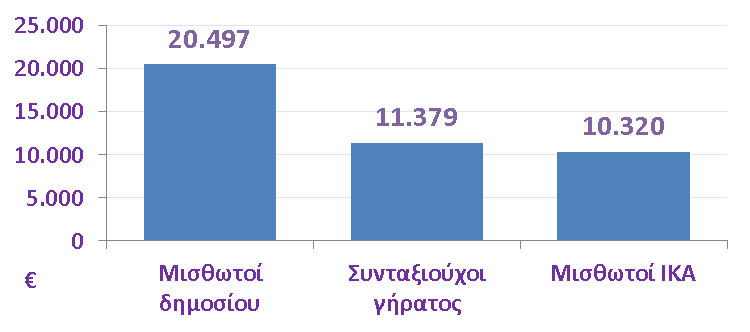 25.000
20.000
15.000
10.000
5.000
0
€
20.497
11.379
10.320
Μισθωτοί
δημοσίου
Συνταξιούχοι
γήρατος
Μισθωτοί ΙΚΑ